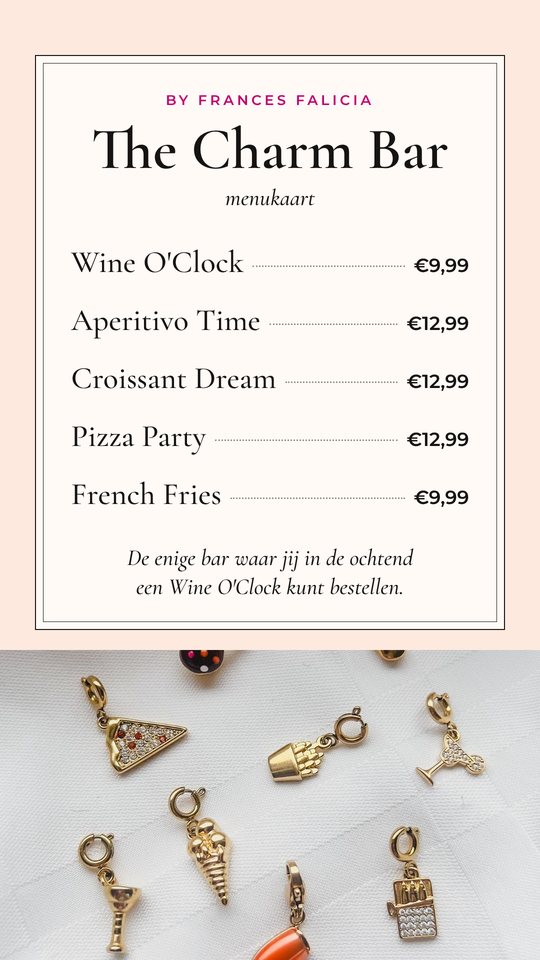 BY FRANCES FALICIA
The Charm Bar
menukaart
Wine O'Clock €9,99
Aperitivo Time €12,99
Croissant Dream €12,99
Pizza Party €12,99
French Fries €9,99
De enige bar waar jij in de ochtend
een Wine O'Clock kunt bestellen.